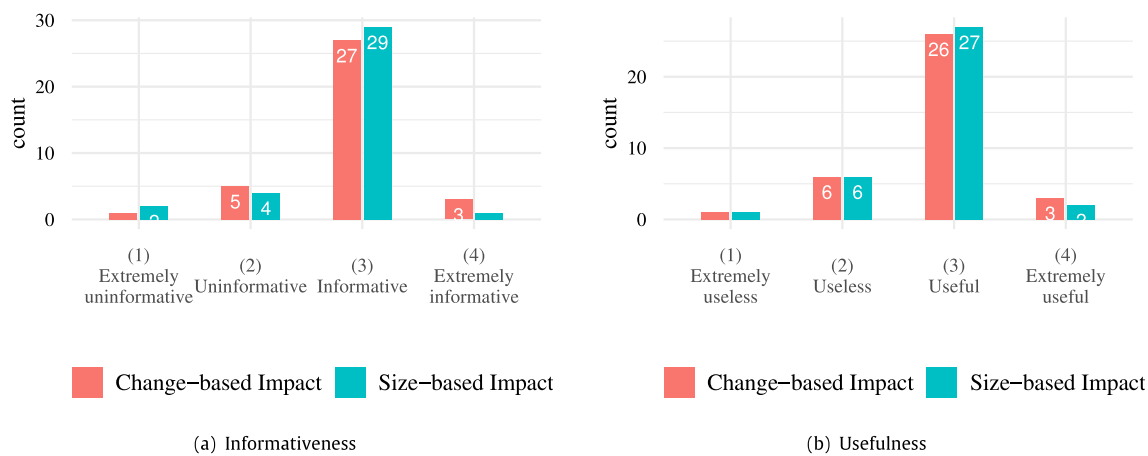 30
20
10
0
count
27
29
5
4
3
(1)
Extremely
uninformative
(2)
Uninformative
(3)
Informative
(4)
Extremely
informative
Change−based Impact
Size−based Impact
(a) Informativeness
20
10
0
count
26
27
6
6
3
2
(1)
Extremely
useless
(2)
Useless
(3)
Useful
(4)
Extremely
useful
Change−based Impact
Size−based Impact
(b) Usefulness